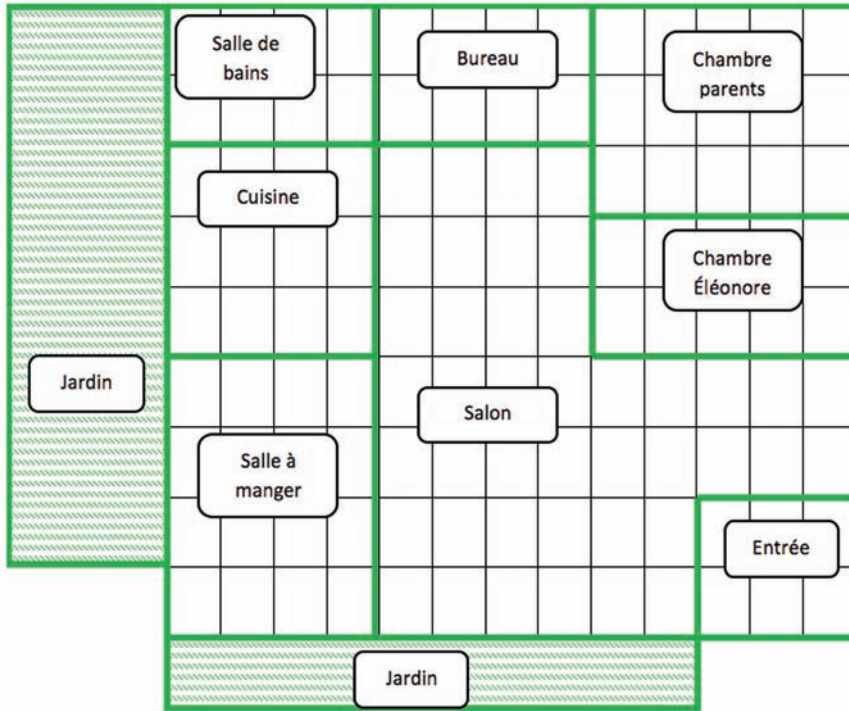 Salle de
bains
Bureau
Chambre
parents
Cuisine
Chambre
Éléonore
Jardin
Salon
Salle à
manger
Entrée
Jardin